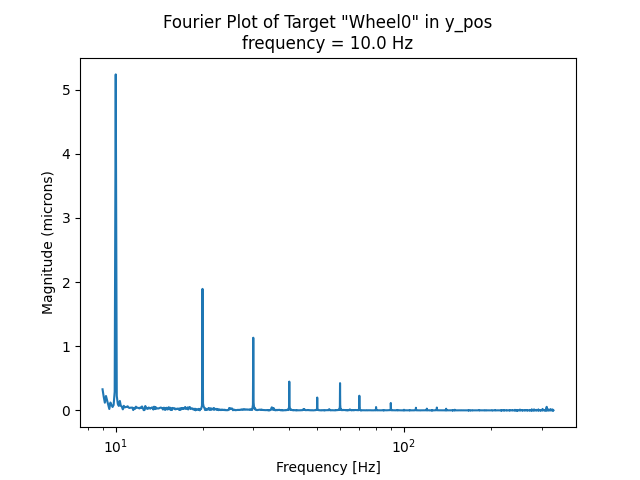 Fourier Plot of Target "Wheel0" in y_pos
frequency = 10.0 Hz
Magnitude (microns)
5
4
3
2
1
0
10¹
10²
Frequency [Hz]